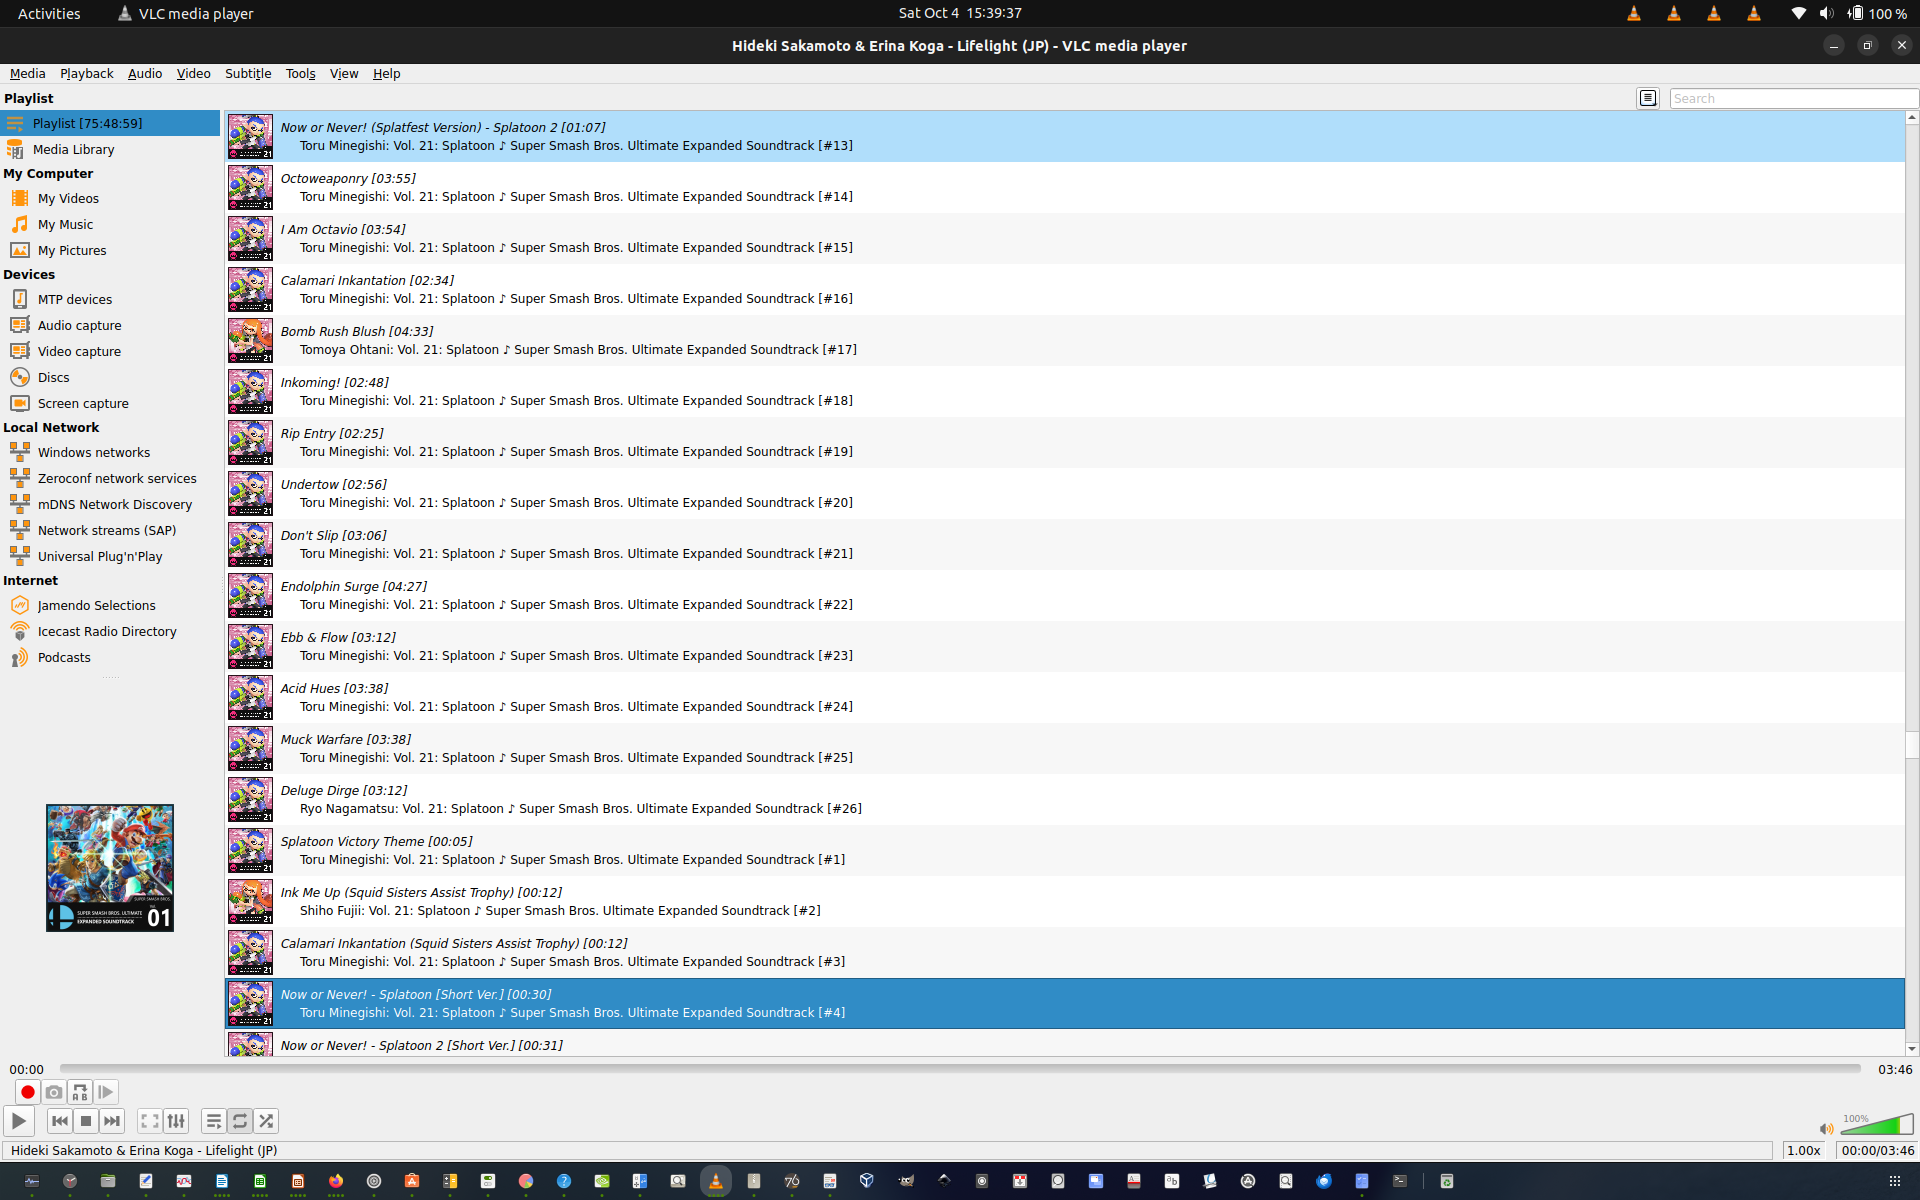 Activities
VLC media player
Sat Oct 4 15:39:37
100 %
Hideki Sakamoto & Erina Koga - Lifelight (JP) - VLC media player
Media Playback Audio Video Subtitle Tools View Help
Playlist
Search
Playlist [75:48:59]
Media Library
My Computer
My Videos
My Music
My Pictures
Devices
MTP devices
Audio capture
Video capture
Discs
Screen capture
Local Network
Windows networks
Zeroconf network services
mDNS Network Discovery
Network streams (SAP)
Universal Plug'n'Play
Internet
Jamendo Selections
Icecast Radio Directory
Podcasts
SUPER SMASH BROS. ULTIMATE
EXPANDED SOUNDTRACK
01
Now or Never! (Splatfest Version) - Splatoon 2 [01:07]
Toru Minegishi: Vol. 21: Splatoon ♪ Super Smash Bros. Ultimate Expanded Soundtrack [#13]
Octoweaponry [03:55]
Toru Minegishi: Vol. 21: Splatoon ♪ Super Smash Bros. Ultimate Expanded Soundtrack [#14]
I Am Octavio [03:54]
Toru Minegishi: Vol. 21: Splatoon ♪ Super Smash Bros. Ultimate Expanded Soundtrack [#15]
Calamari Inkantation [02:34]
Toru Minegishi: Vol. 21: Splatoon ♪ Super Smash Bros. Ultimate Expanded Soundtrack [#16]
Bomb Rush Blush [04:33]
Tomoya Ohtani: Vol. 21: Splatoon ♪ Super Smash Bros. Ultimate Expanded Soundtrack [#17]
Inkoming! [02:48]
Toru Minegishi: Vol. 21: Splatoon ♪ Super Smash Bros. Ultimate Expanded Soundtrack [#18]
Rip Entry [02:25]
Toru Minegishi: Vol. 21: Splatoon ♪ Super Smash Bros. Ultimate Expanded Soundtrack [#19]
Undertow [02:56]
Toru Minegishi: Vol. 21: Splatoon ♪ Super Smash Bros. Ultimate Expanded Soundtrack [#20]
Don't Slip [03:06]
Toru Minegishi: Vol. 21: Splatoon ♪ Super Smash Bros. Ultimate Expanded Soundtrack [#21]
Endolphin Surge [04:27]
Toru Minegishi: Vol. 21: Splatoon ♪ Super Smash Bros. Ultimate Expanded Soundtrack [#22]
Ebb & Flow [03:12]
Toru Minegishi: Vol. 21: Splatoon ♪ Super Smash Bros. Ultimate Expanded Soundtrack [#23]
Acid Hues [03:38]
Toru Minegishi: Vol. 21: Splatoon ♪ Super Smash Bros. Ultimate Expanded Soundtrack [#24]
Muck Warfare [03:38]
Toru Minegishi: Vol. 21: Splatoon ♪ Super Smash Bros. Ultimate Expanded Soundtrack [#25]
Deluge Dirge [03:12]
Ryo Nagamatsu: Vol. 21: Splatoon ♪ Super Smash Bros. Ultimate Expanded Soundtrack [#26]
Splatoon Victory Theme [00:05]
Toru Minegishi: Vol. 21: Splatoon ♪ Super Smash Bros. Ultimate Expanded Soundtrack [#1]
Ink Me Up (Squid Sisters Assist Trophy) [00:12]
Shiho Fujii: Vol. 21: Splatoon ♪ Super Smash Bros. Ultimate Expanded Soundtrack [#2]
Calamari Inkantation (Squid Sisters Assist Trophy) [00:12]
Toru Minegishi: Vol. 21: Splatoon ♪ Super Smash Bros. Ultimate Expanded Soundtrack [#3]
Now or Never! - Splatoon [Short Ver.] [00:30]
Toru Minegishi: Vol. 21: Splatoon ♪ Super Smash Bros. Ultimate Expanded Soundtrack [#4]
Now or Never! - Splatoon 2 [Short Ver.] [00:31]
00:00
03:46
100%
Hideki Sakamoto & Erina Koga - Lifelight (JP)
1.00x
00:00/03:46